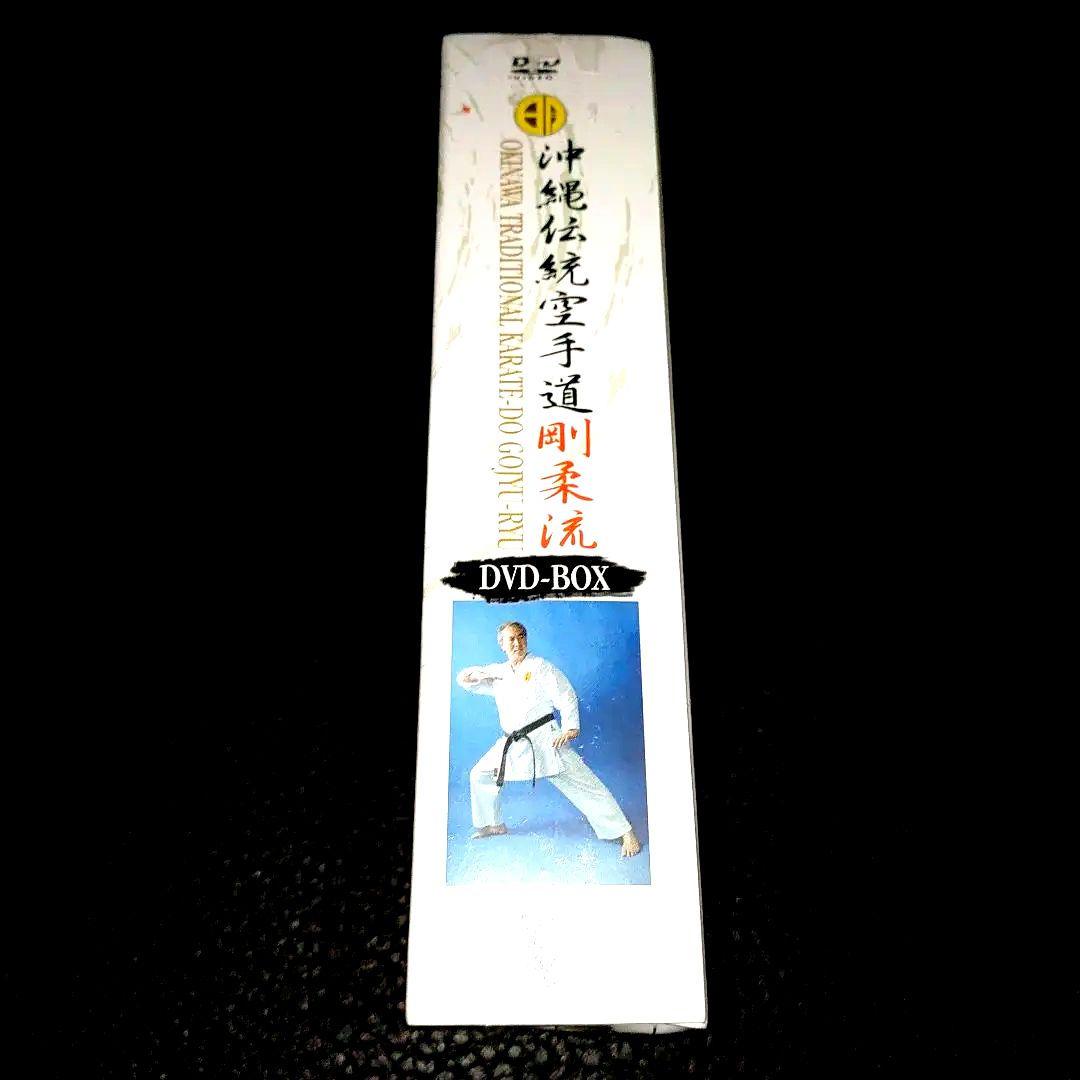 DVD
VIDEO
沖縄伝統空手道剛柔流
OKINAWA TRADITIONAL KARATE-DO GOJYU-RYU
DVD-BOX